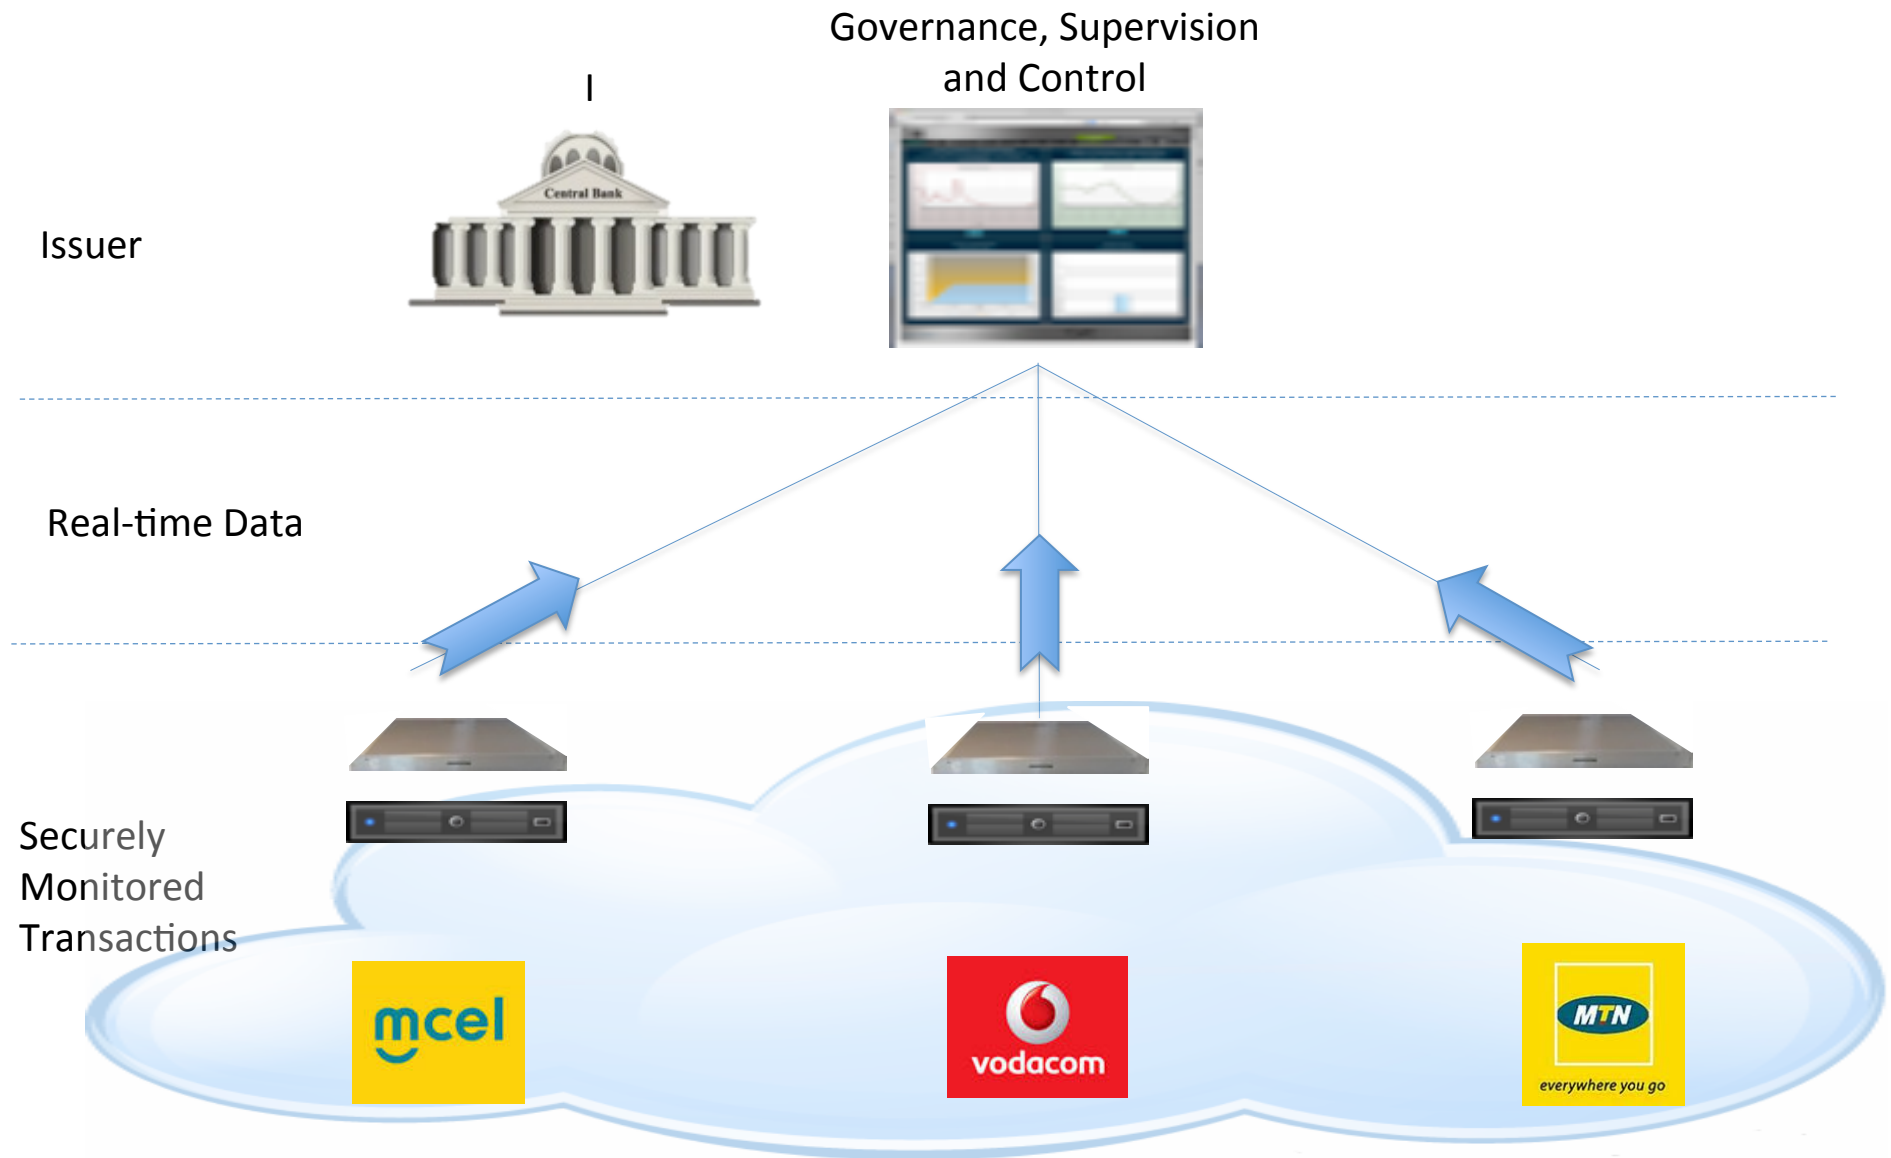 Governance, Supervision
and Control
I
Central Bank
Issuer
Real-time Data
Securely
Monitored
Transactions
mcel
vodacom
MTN
everywhere you go